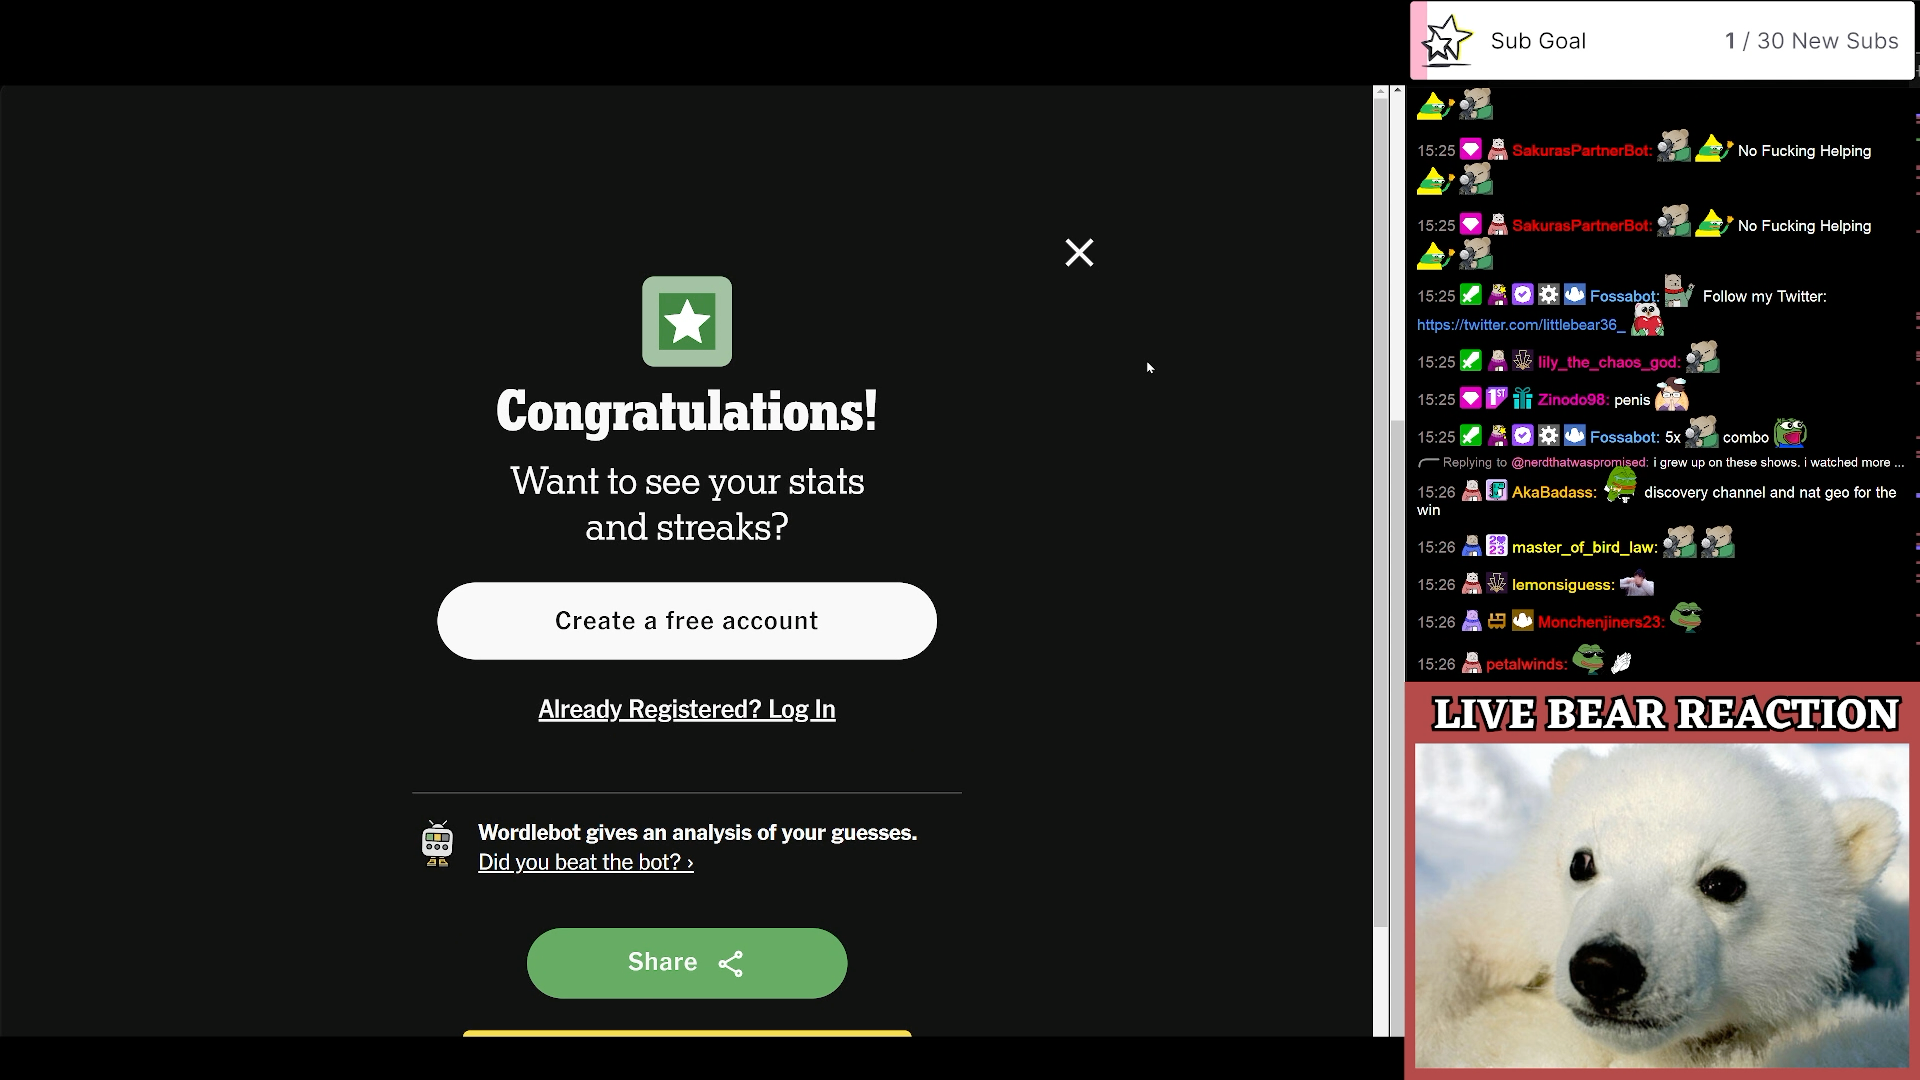 Sub Goal 1 / 30 New Subs
15:25 SakurasPartnerBot: No Fucking Helping
15:25 SakurasPartnerBot: No Fucking Helping
15:25 Fossabot: Follow my Twitter:
https://twitter.com/littlebear36_
15:25 lily_the_chaos_god:
15:25 1ST Zinodo98: penis
15:25 Fossabot: 5x combo
Replying to @nerdthatwaspromised: i grew up on these shows. i watched more ...
15:26 AkaBadass: discovery channel and nat geo for the
win
15:26 2023 master_of_bird_law:
15:26 lemonsiguess:
15:26 Monchenjiners23:
15:26 petalwinds:
LIVE BEAR REACTION
Congratulations!
Want to see your stats
and streaks?
Create a free account
Already Registered? Log In
Wordlebot gives an analysis of your guesses.
Did you beat the bot? ›
Share